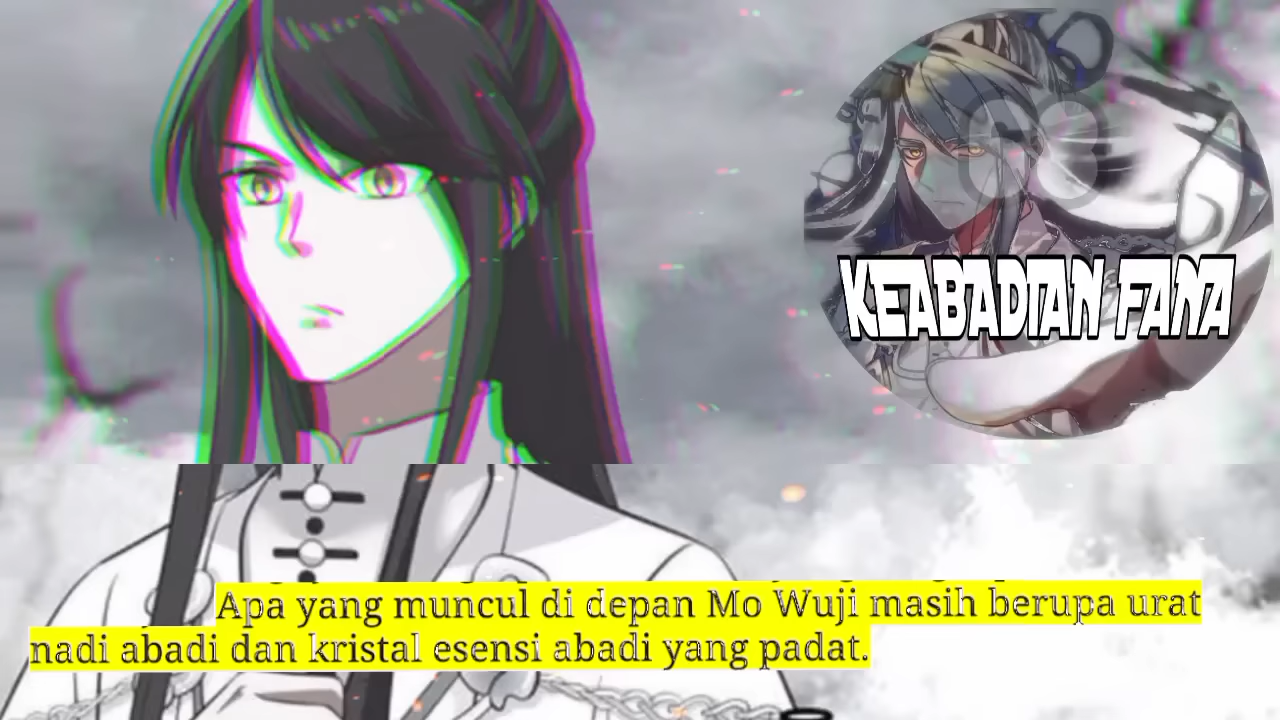 KEABADIAN FANA
Apa yang muncul di depan Mo Wuji masih berupa urat
nadi abadi dan kristal esensi abadi yang padat.